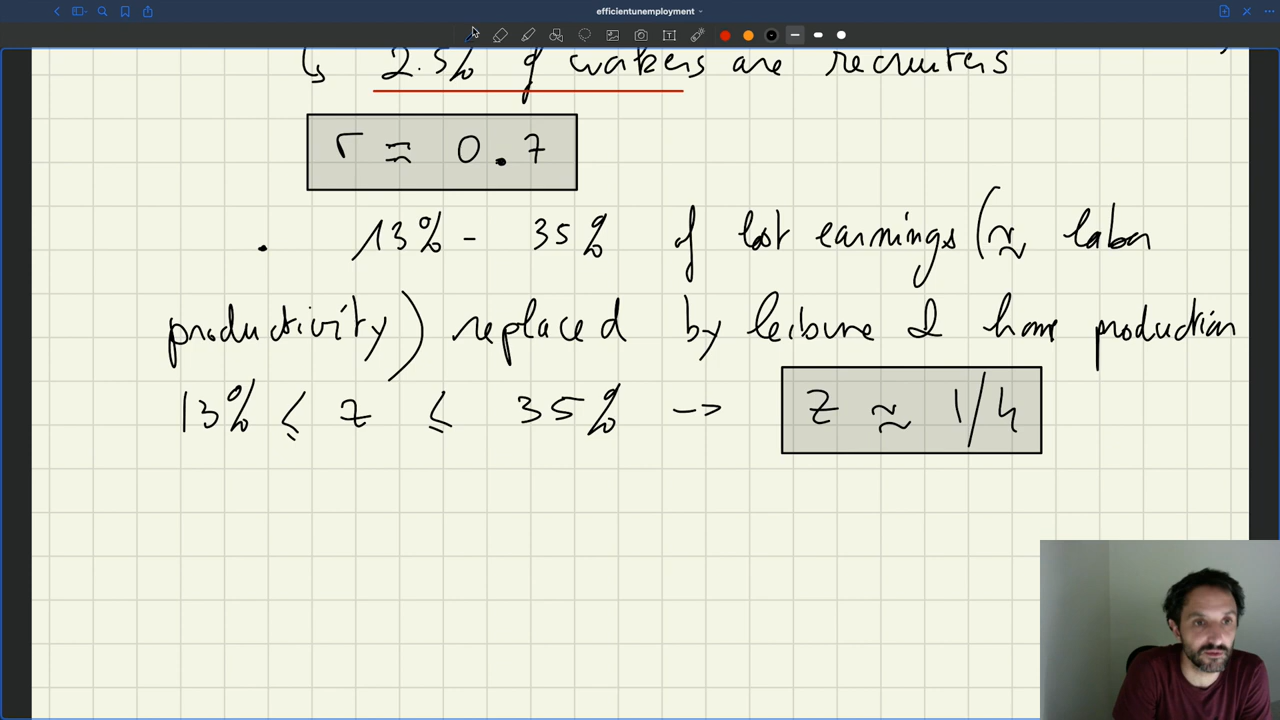 efficientunemployment
↳ 2.5% of workers are recruiters
r ≈ 0.7
. 13% - 35% of lost earnings (≈ labor
productivity) replaced by leisure & home production
13% ≤ z ≤ 35% -> z ≈ 1/4